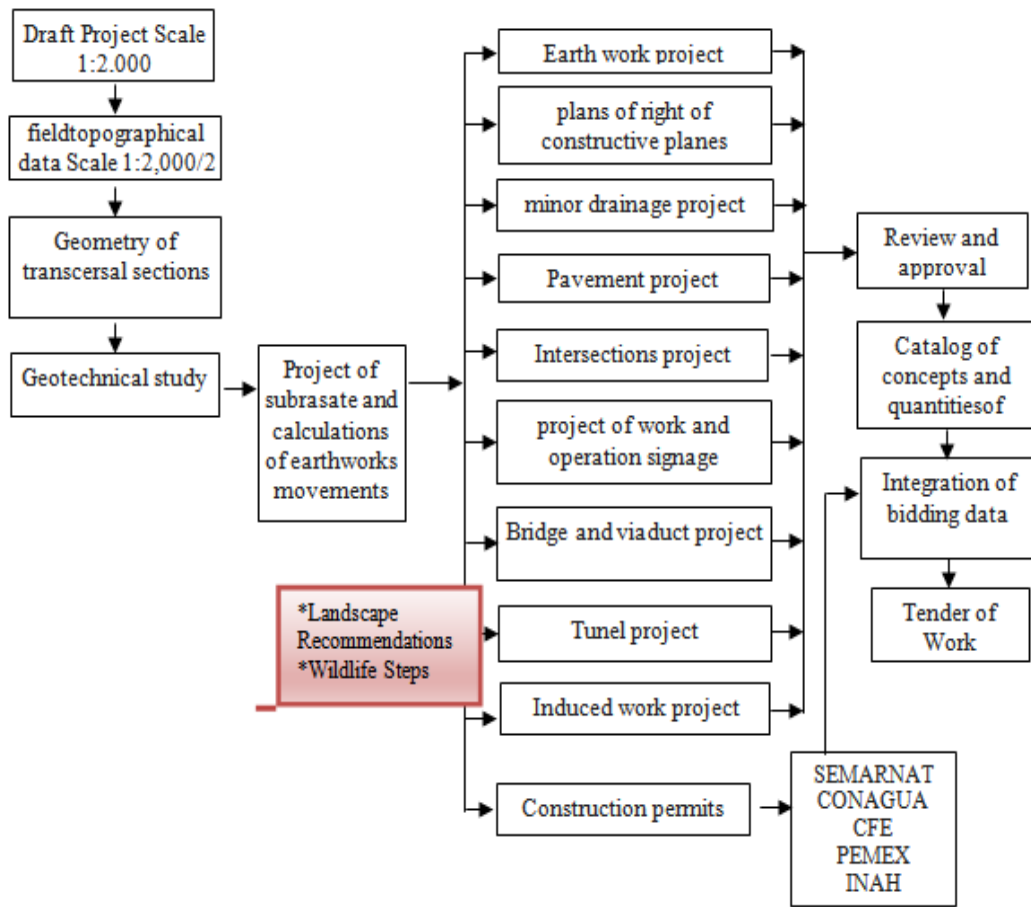 Draft Project Scale
1:2.000
fieldtopographical
data Scale 1:2,000/2
Geometry of
transcersal sections
Geotechnical study
Project of
subrasate and
calculations
of earthworks
movements
*Landscape
Recommendations
*Wildlife Steps
Earth work project
plans of right of
constructive planes
minor drainage project
Pavement project
Intersections project
project of work and
operation signage
Bridge and viaduct project
Tunel project
Induced work project
Construction permits
Review and
approval
Catalog of
concepts and
quantitiesof
Integration of
bidding data
Tender of
Work
SEMARNAT
CONAGUA
CFE
PEMEX
INAH